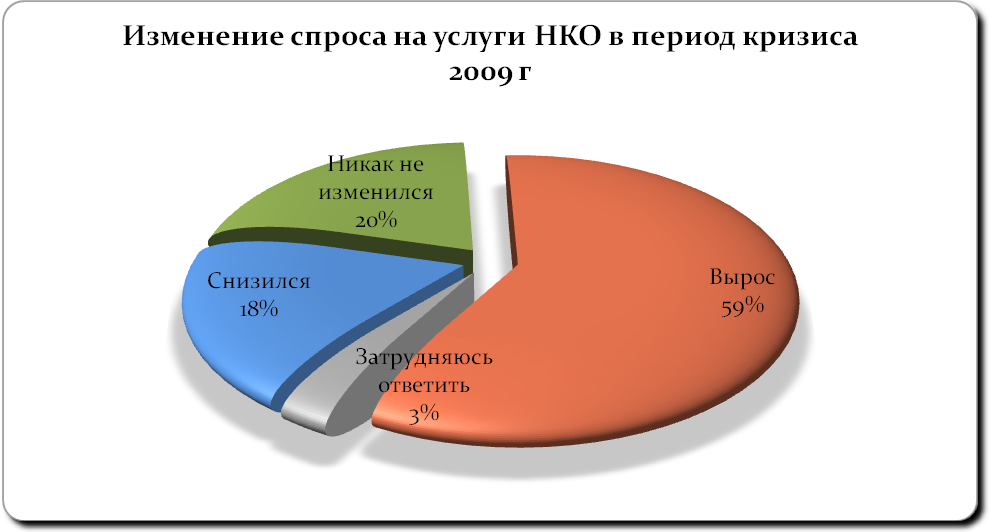 Изменение спроса на услуги НКО в период кризиса
2009 г
Никак не
изменился
20%
Вырос
59%
Снизился
18%
Затрудняюсь
ответить
3%